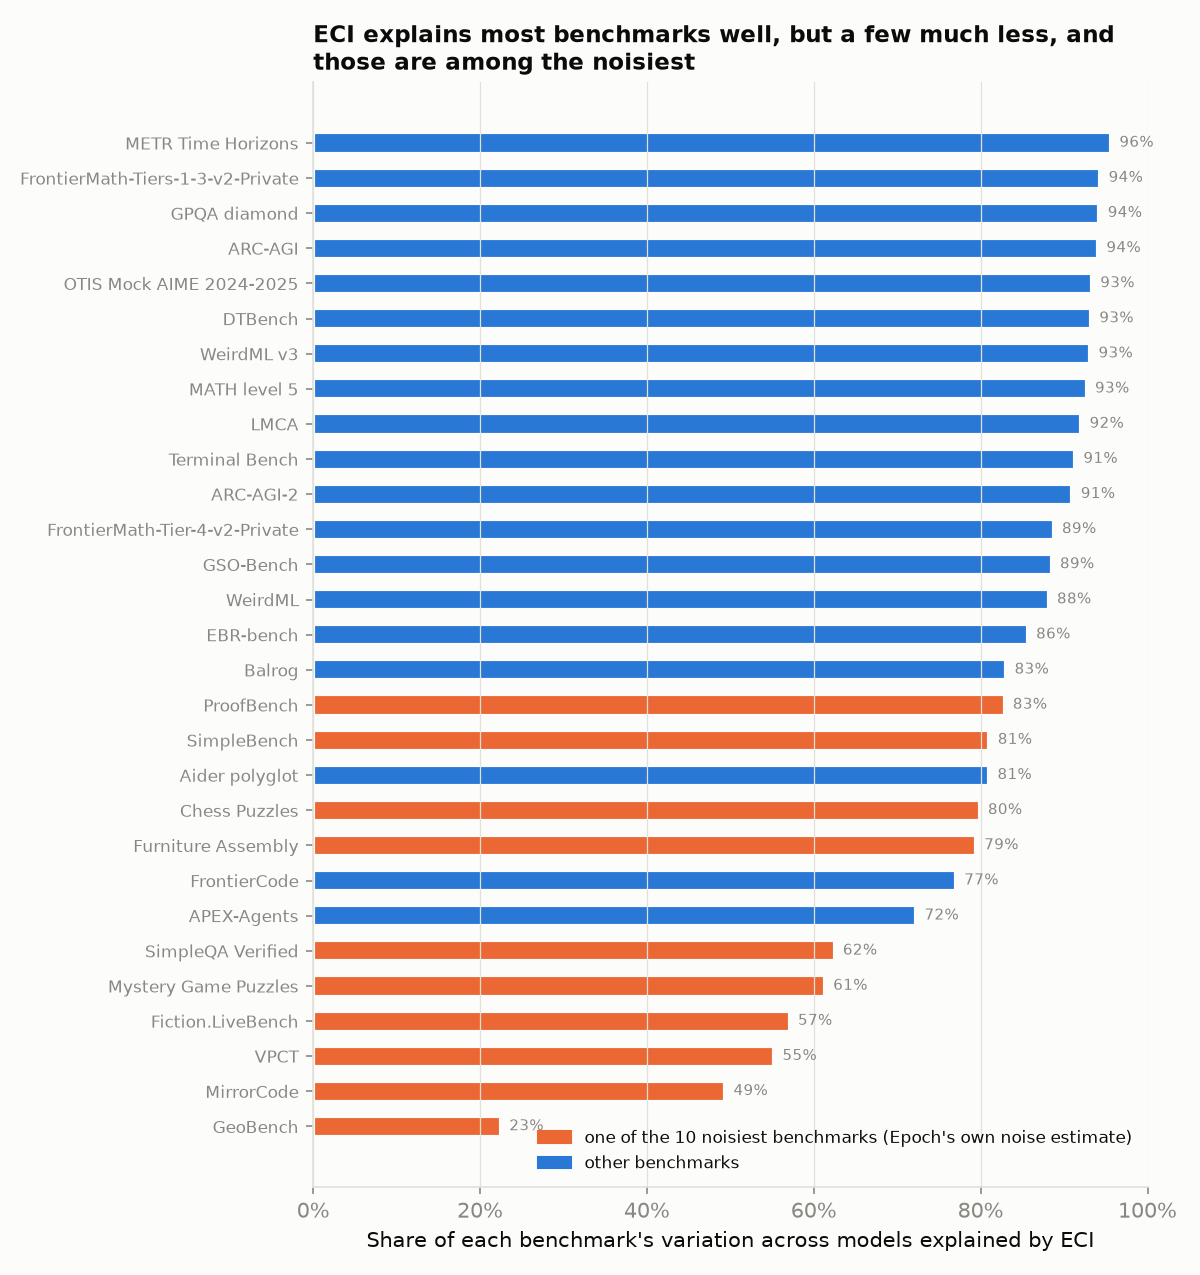 ECI explains most benchmarks well, but a few much less, and
those are among the noisiest
METR Time Horizons 96%
FrontierMath-Tiers-1-3-v2-Private 94%
GPQA diamond 94%
ARC-AGI 94%
OTIS Mock AIME 2024-2025 93%
DTBench 93%
WeirdML v3 93%
MATH level 5 93%
LMCA 92%
Terminal Bench 91%
ARC-AGI-2 91%
FrontierMath-Tier-4-v2-Private 89%
GSO-Bench 89%
WeirdML 88%
EBR-bench 86%
Balrog 83%
ProofBench 83%
SimpleBench 81%
Aider polyglot 81%
Chess Puzzles 80%
Furniture Assembly 79%
FrontierCode 77%
APEX-Agents 72%
SimpleQA Verified 62%
Mystery Game Puzzles 61%
Fiction.LiveBench 57%
VPCT 55%
MirrorCode 49%
GeoBench 23%
one of the 10 noisiest benchmarks (Epoch's own noise estimate)
other benchmarks
0% 20% 40% 60% 80% 100%
Share of each benchmark's variation across models explained by ECI